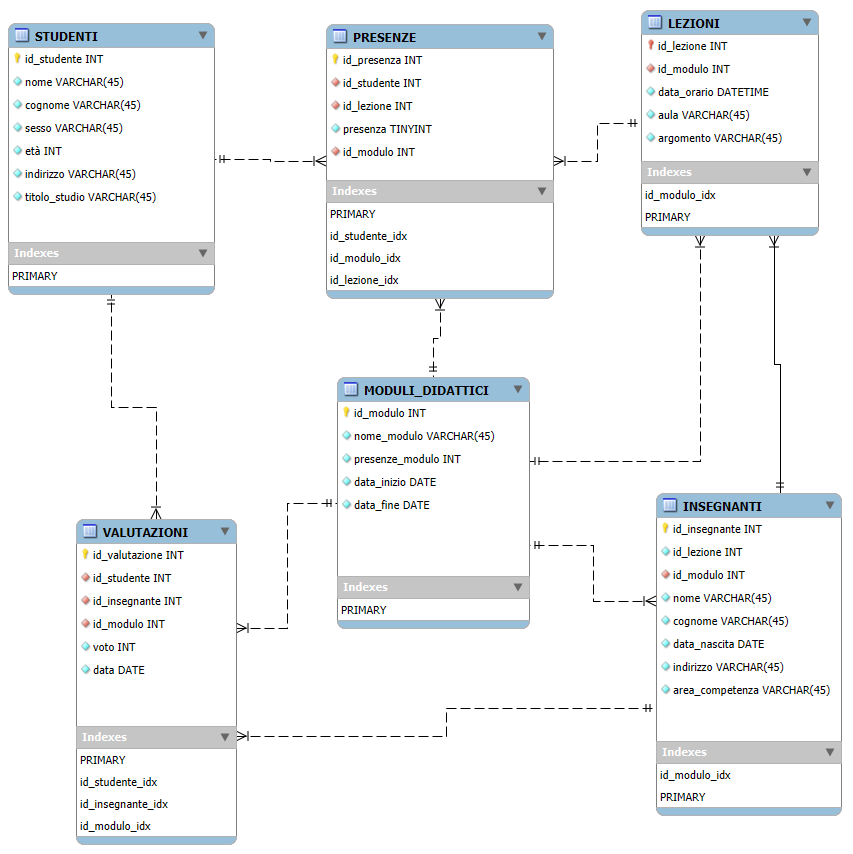 STUDENTI
id_studente INT
nome VARCHAR(45)
cognome VARCHAR(45)
sesso VARCHAR(45)
età INT
indirizzo VARCHAR(45)
titolo_studio VARCHAR(45)
Indexes
PRIMARY
PRESENZE
id_presenza INT
id_studente INT
id_lezione INT
presenza TINYINT
id_modulo INT
Indexes
PRIMARY
id_studente_idx
id_modulo_idx
id_lezione_idx
LEZIONI
id_lezione INT
id_modulo INT
data_orario DATETIME
aula VARCHAR(45)
argomento VARCHAR(45)
Indexes
id_modulo_idx
PRIMARY
MODULI_DIDATTICI
id_modulo INT
nome_modulo VARCHAR(45)
presenze_modulo INT
data_inizio DATE
data_fine DATE
Indexes
PRIMARY
VALUTAZIONI
id_valutazione INT
id_studente INT
id_insegnante INT
id_modulo INT
voto INT
data DATE
Indexes
PRIMARY
id_studente_idx
id_insegnante_idx
id_modulo_idx
INSEGNANTI
id_insegnante INT
id_lezione INT
id_modulo INT
nome VARCHAR(45)
cognome VARCHAR(45)
data_nascita DATE
indirizzo VARCHAR(45)
area_competenza VARCHAR(45)
Indexes
id_modulo_idx
PRIMARY